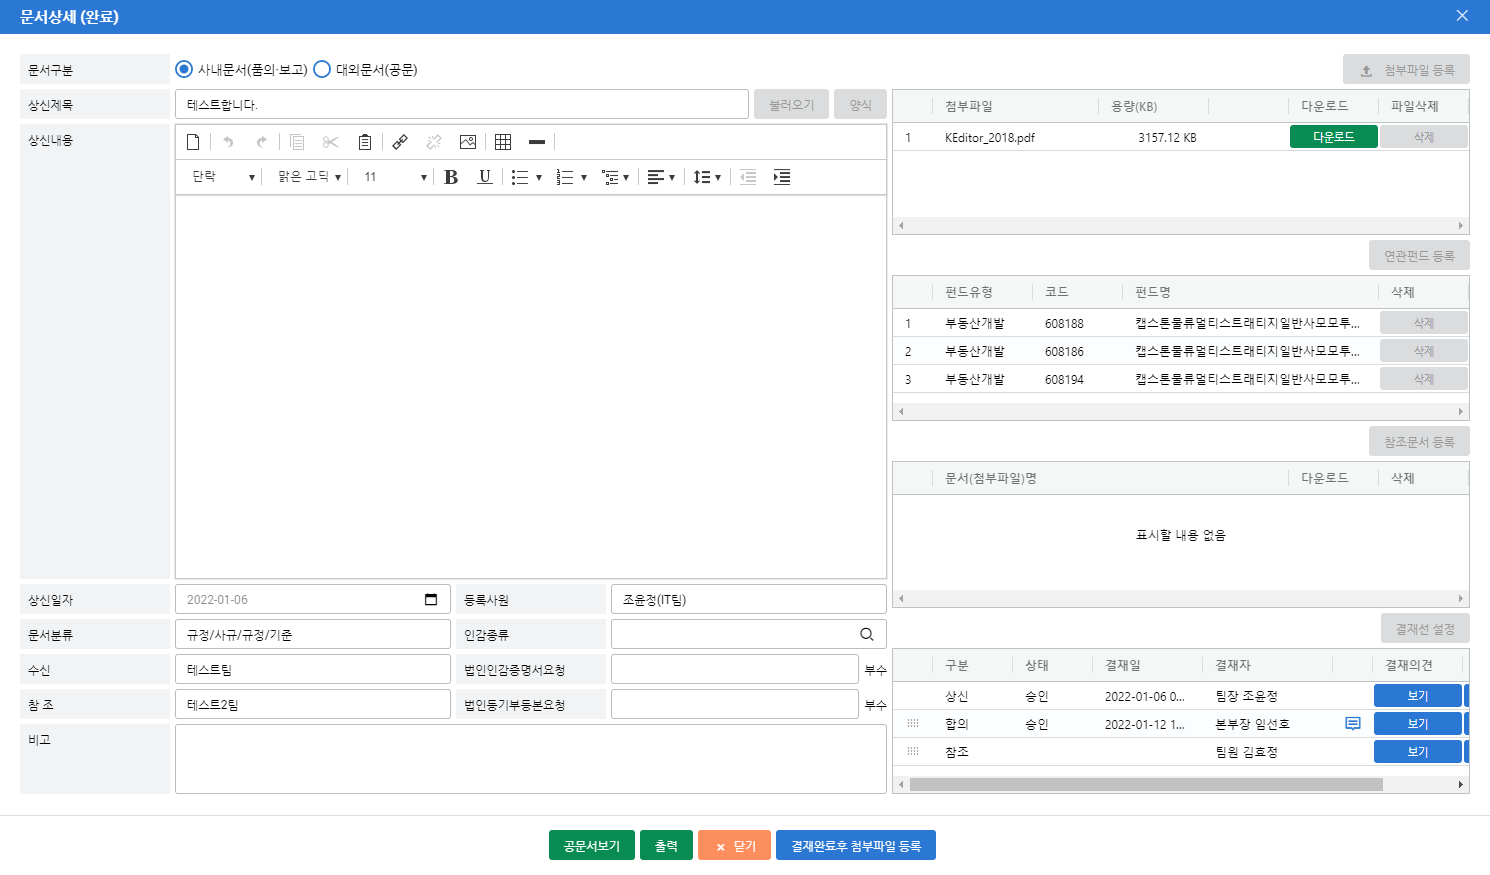 문서상세 (완료)
문서구분
사내문서(품의·보고) 대외문서(공문)
상신제목
테스트합니다.
불러오기 양식
상신내용
단락 맑은 고딕 11
B U
상신일자 2022-01-06 등록사원 조윤정(IT팀)
문서분류 규정/사규/규정/기준 인감종류
수신 테스트팀 법인인감증명서요청 부수
참 조 테스트2팀 법인등기부등본요청 부수
비고
첨부파일 등록
첨부파일 용량(KB) 다운로드 파일삭제
1 KEditor_2018.pdf 3157.12 KB 다운로드 삭제
연관펀드 등록
펀드유형 코드 펀드명 삭제
1 부동산개발 608188 캡스톤물류멀티스트래티지일반사모모투... 삭제
2 부동산개발 608186 캡스톤물류멀티스트래티지일반사모모투... 삭제
3 부동산개발 608194 캡스톤물류멀티스트래티지일반사모모투... 삭제
참조문서 등록
문서(첨부파일)명 다운로드 삭제
표시할 내용 없음
결재선 설정
구분 상태 결재일 결재자 결재의견
상신 승인 2022-01-06 0... 팀장 조윤정 보기
합의 승인 2022-01-12 1... 본부장 임선호 보기
참조 팀원 김효정 보기
공문서보기 출력 × 닫기 결재완료후 첨부파일 등록